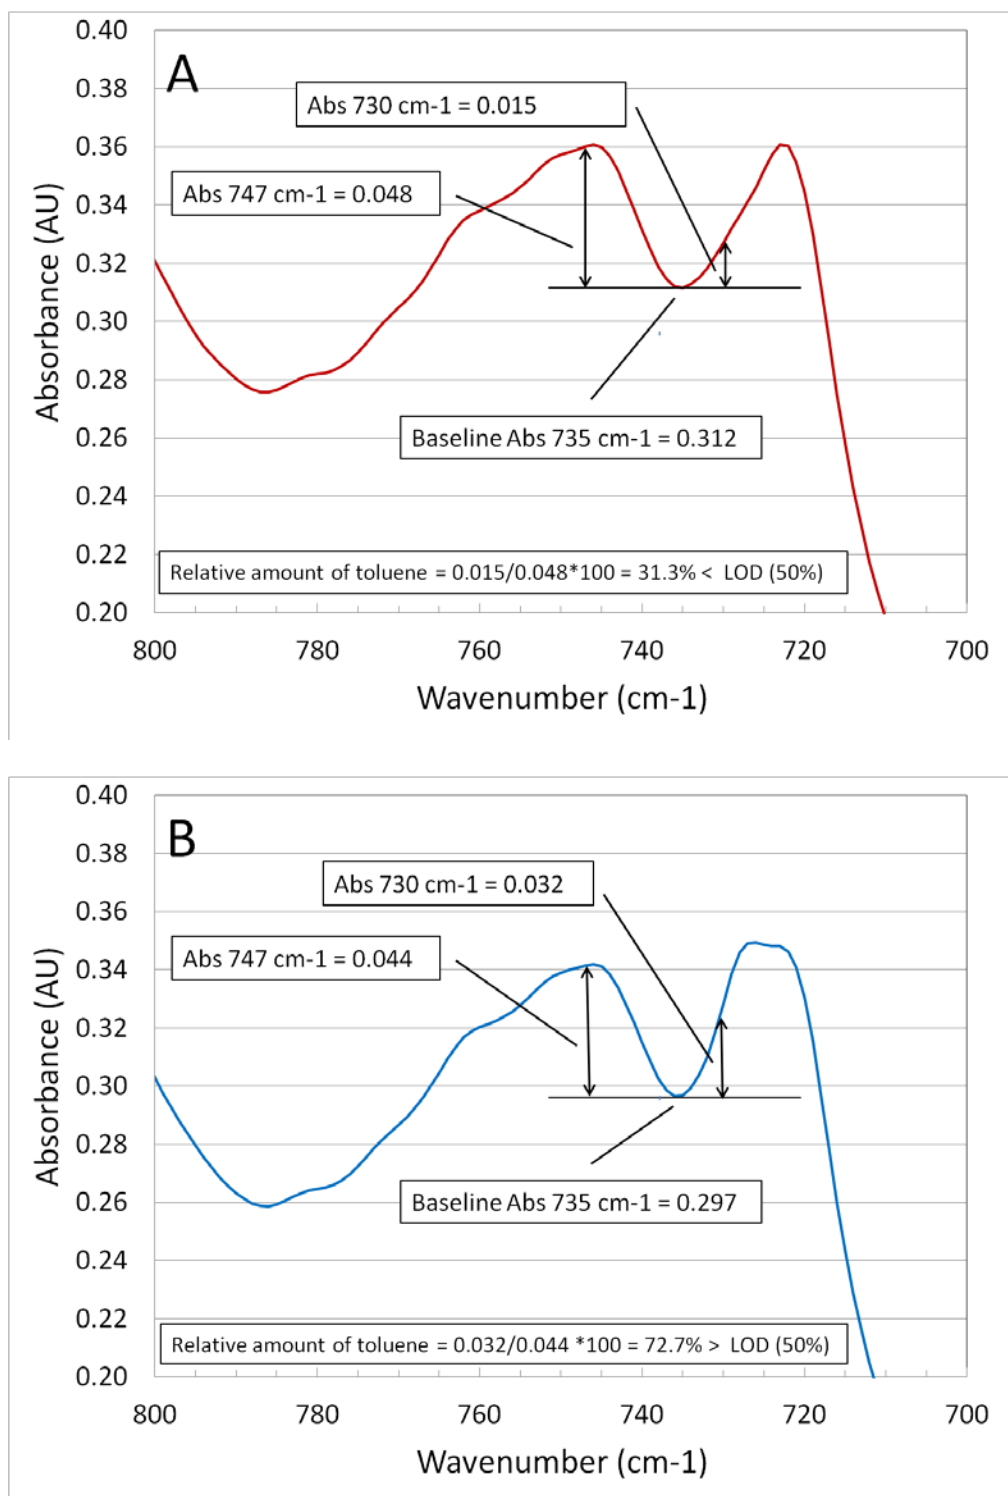 A
0.40
0.38
0.36
0.34
0.32
0.30
0.28
0.26
0.24
0.22
0.20
Absorbance (AU)
Abs 730 cm-1 = 0.015
Abs 747 cm-1 = 0.048
Baseline Abs 735 cm-1 = 0.312
Relative amount of toluene = 0.015/0.048*100 = 31.3% < LOD (50%)
800 780 760 740 720 700
Wavenumber (cm-1)
B
0.40
0.38
0.36
0.34
0.32
0.30
0.28
0.26
0.24
0.22
0.20
Absorbance (AU)
Abs 730 cm-1 = 0.032
Abs 747 cm-1 = 0.044
Baseline Abs 735 cm-1 = 0.297
Relative amount of toluene = 0.032/0.044 *100 = 72.7% > LOD (50%)
800 780 760 740 720 700
Wavenumber (cm-1)